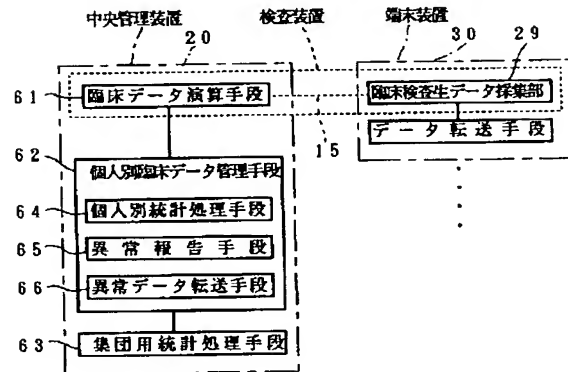 中央管理装置 検査装置 端末装置
20 30 29
61 臨床データ演算手段 臨床検査生データ採集部
データ転送手段
15
62
個人別臨床データ管理手段
64 個人別統計処理手段
65 異常報告手段
66 異常データ転送手段
63 集団用統計処理手段